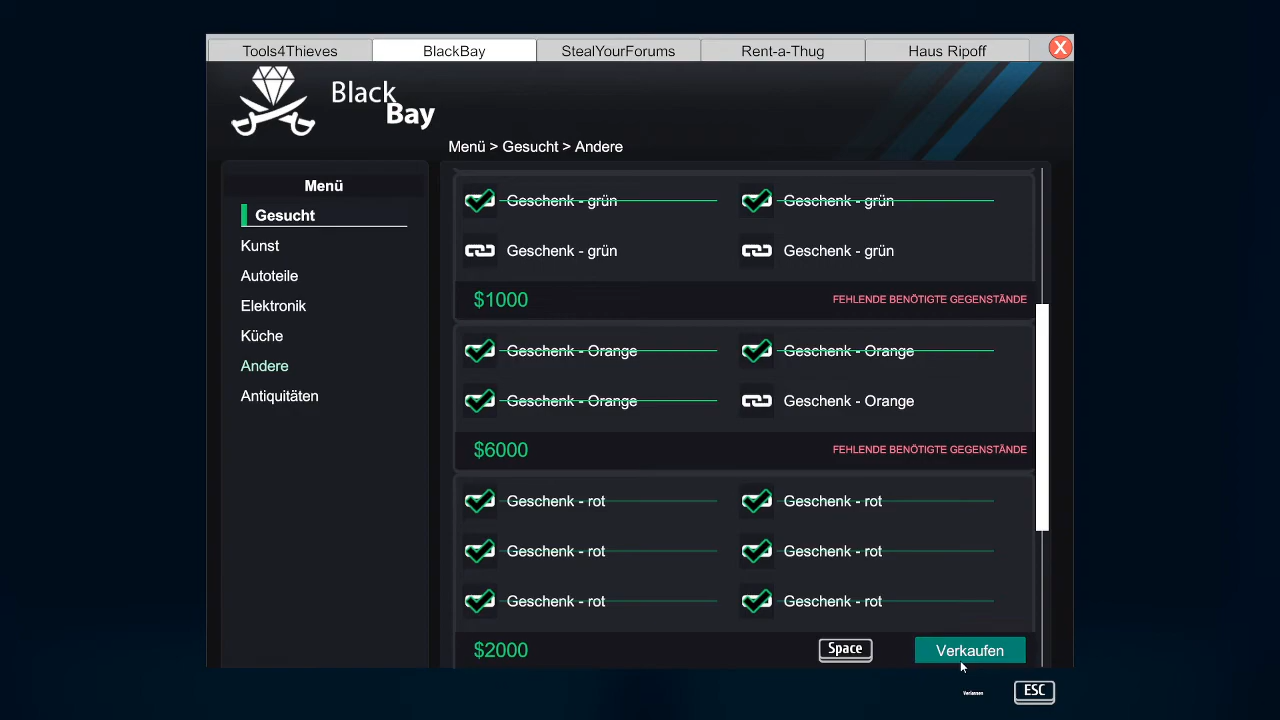 Tools4Thieves BlackBay StealYourForums Rent-a-Thug Haus Ripoff X
Black
Bay
Menü > Gesucht > Andere
Menü
Gesucht
Kunst
Autoteile
Elektronik
Küche
Andere
Antiquitäten
Geschenk - grün Geschenk - grün
Geschenk - grün Geschenk - grün
$1000 FEHLENDE BENÖTIGTE GEGENSTÄNDE
Geschenk - Orange Geschenk - Orange
Geschenk - Orange Geschenk - Orange
$6000 FEHLENDE BENÖTIGTE GEGENSTÄNDE
Geschenk - rot Geschenk - rot
Geschenk - rot Geschenk - rot
Geschenk - rot Geschenk - rot
$2000 Space Verkaufen
Verlassen ESC